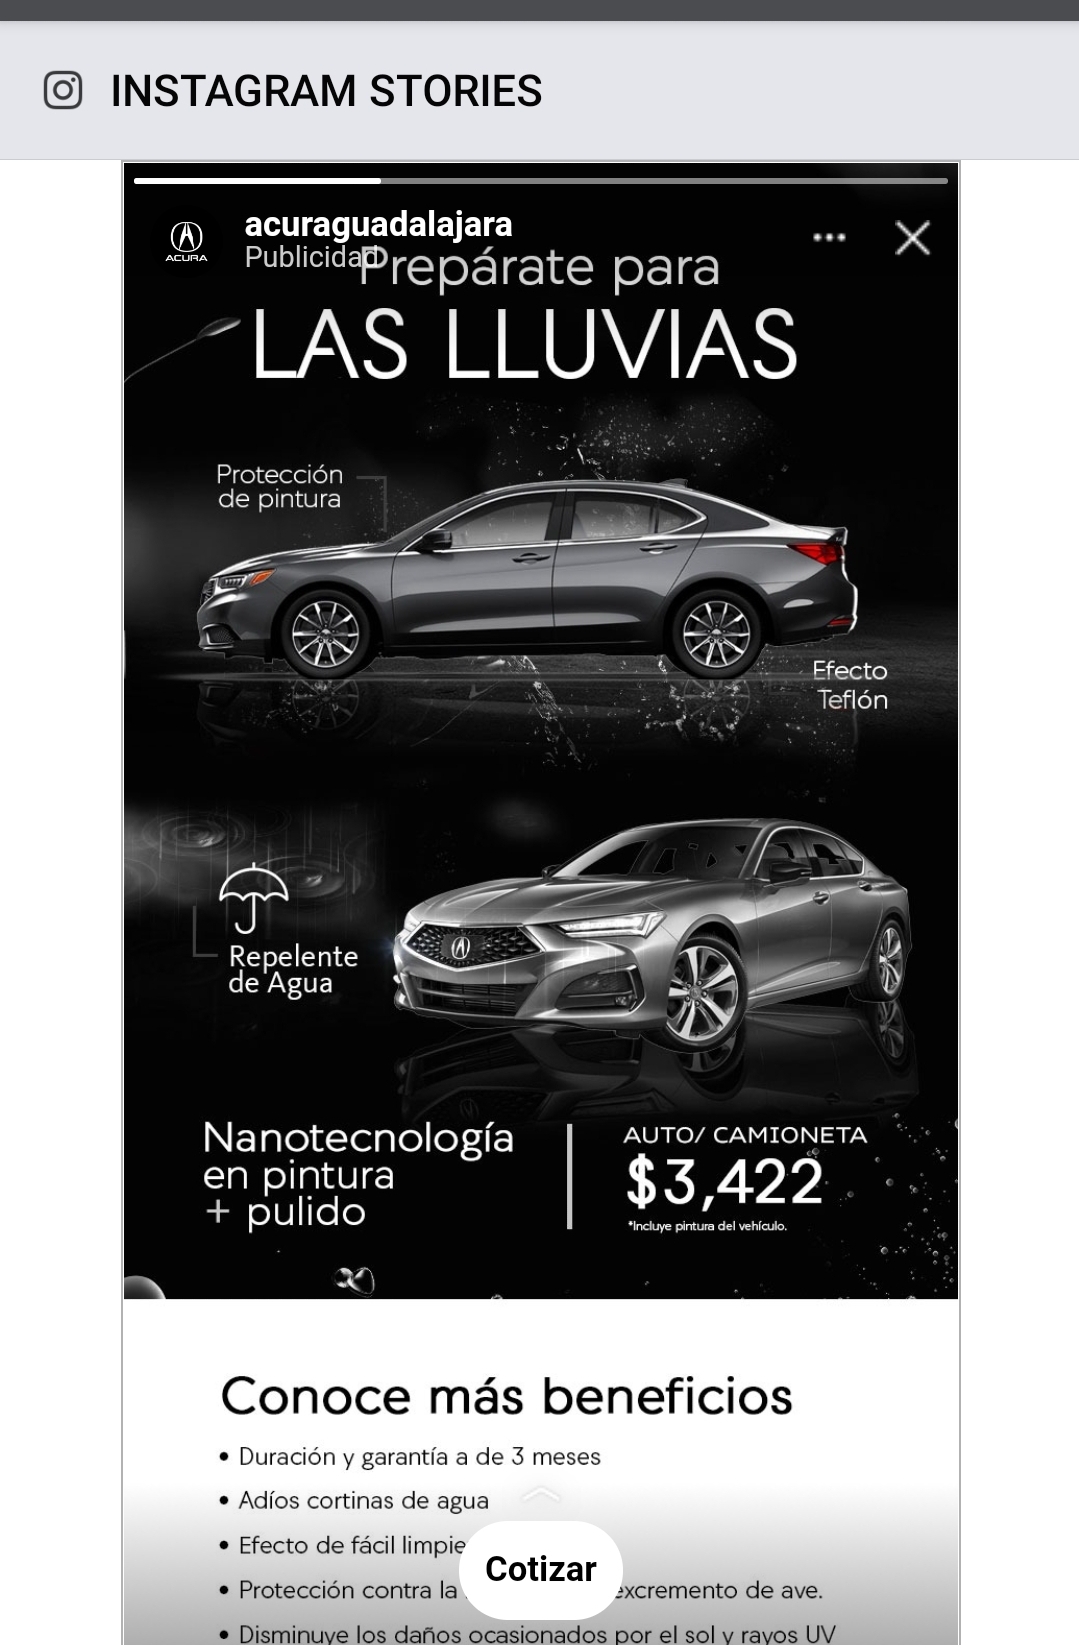 INSTAGRAM STORIES
acuraguadalajara
Publicidad
ACURA
Prepárate para
LAS LLUVIAS
Protección
de pintura
Efecto
Teflón
Repelente
de Agua
Nanotecnología
en pintura
+ pulido
AUTO/ CAMIONETA
$3,422
*Incluye pintura del vehículo.
Conoce más beneficios
• Duración y garantía a de 3 meses
• Adíos cortinas de agua
• Efecto de fácil
• Protección contra la excremento de ave.
Cotizar
• Disminuye los daños ocasionados por el sol y rayos UV